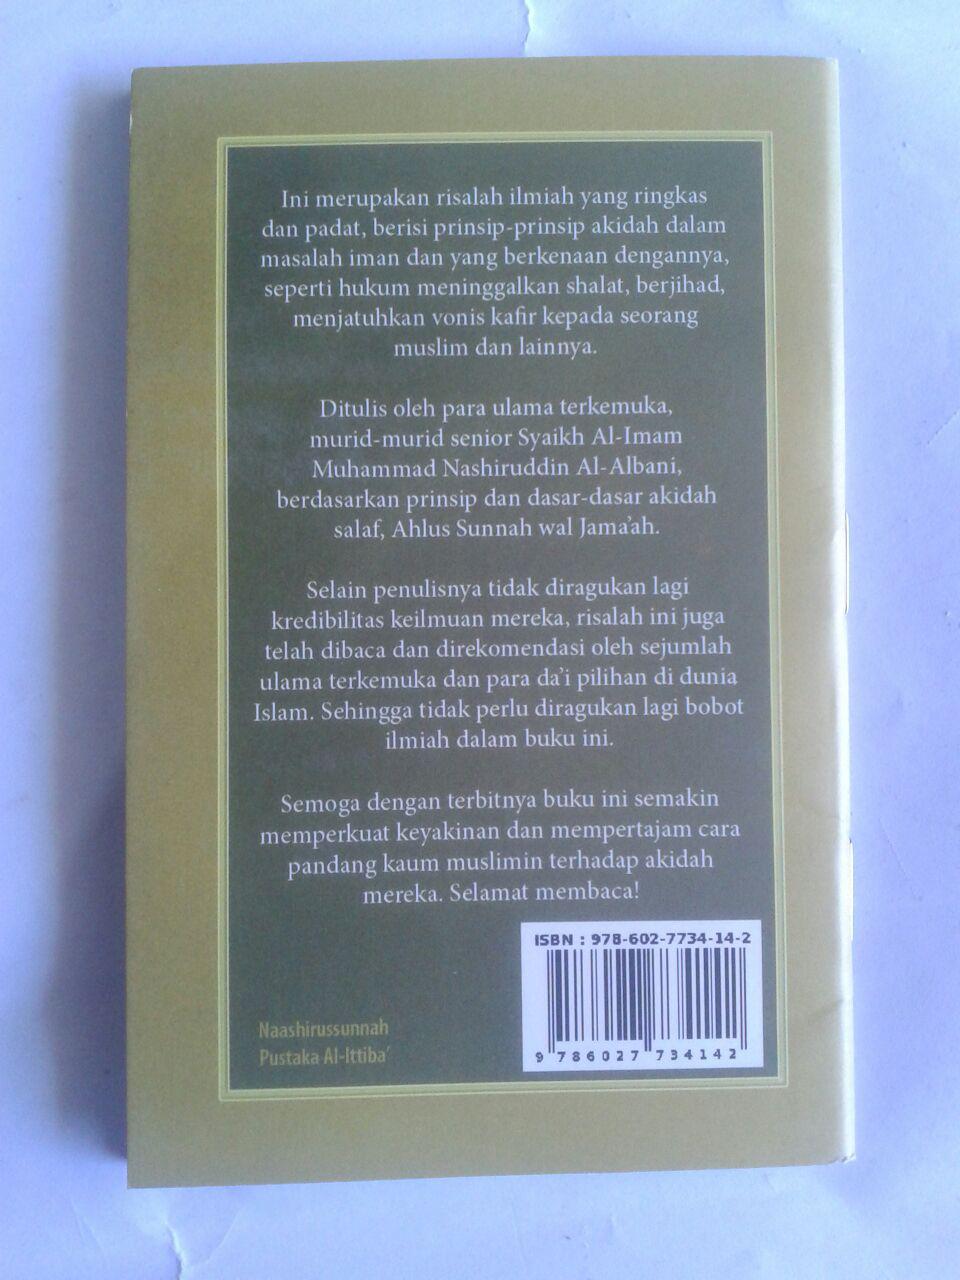 Ini merupakan risalah ilmiah yang ringkas
dan padat, berisi prinsip-prinsip akidah dalam
masalah iman dan yang berkenaan dengannya,
seperti hukum meninggalkan shalat, berjihad,
menjatuhkan vonis kafir kepada seorang
muslim dan lainnya.
Ditulis oleh para ulama terkemuka,
murid-murid senior Syaikh Al-Imam
Muhammad Nashiruddin Al-Albani,
berdasarkan prinsip dan dasar-dasar akidah
salaf, Ahlus Sunnah wal Jama'ah.
Selain penulisnya tidak diragukan lagi
kredibilitas keilmuan mereka, risalah ini juga
telah dibaca dan direkomendasi oleh sejumlah
ulama terkemuka dan para da'i pilihan di dunia
Islam. Sehingga tidak perlu diragukan lagi bobot
ilmiah dalam buku ini.
Semoga dengan terbitnya buku ini semakin
memperkuat keyakinan dan mempertajam cara
pandang kaum muslimin terhadap akidah
mereka. Selamat membaca!
ISBN : 978-602-7734-14-2
9 786027 734142
Naashirussunnah
Pustaka Al-Ittiba'